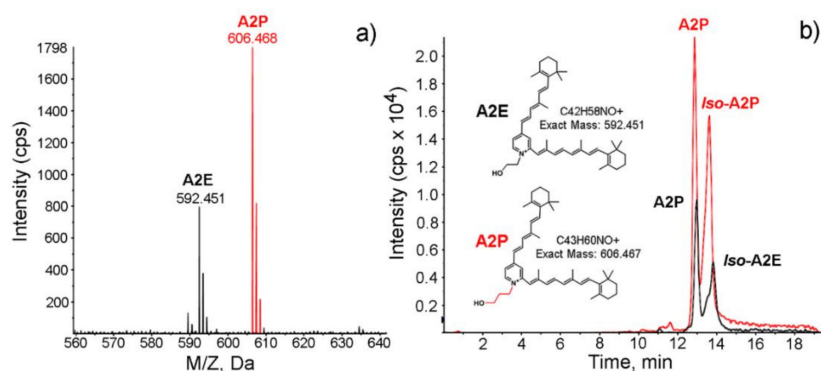 A2P
606.468
a)
1798
1600
1400
1200
1000
800
600
400
200
Intensity (cps)
A2E
592.451
560
570
580
590
600
610
620
630
640
M/Z, Da
A2P
b)
Iso-A2P
2.0
1.8
1.6
1.4
1.2
1.0
0.8
0.6
0.4
0.2
Intensity (cps x 10⁴)
A2E
C42H58NO+
Exact Mass: 592.451
N+
HO
A2P
C43H60NO+
Exact Mass: 606.467
N+
HO
A2P
Iso-A2E
2
4
6
8
10
12
14
16
18
Time, min